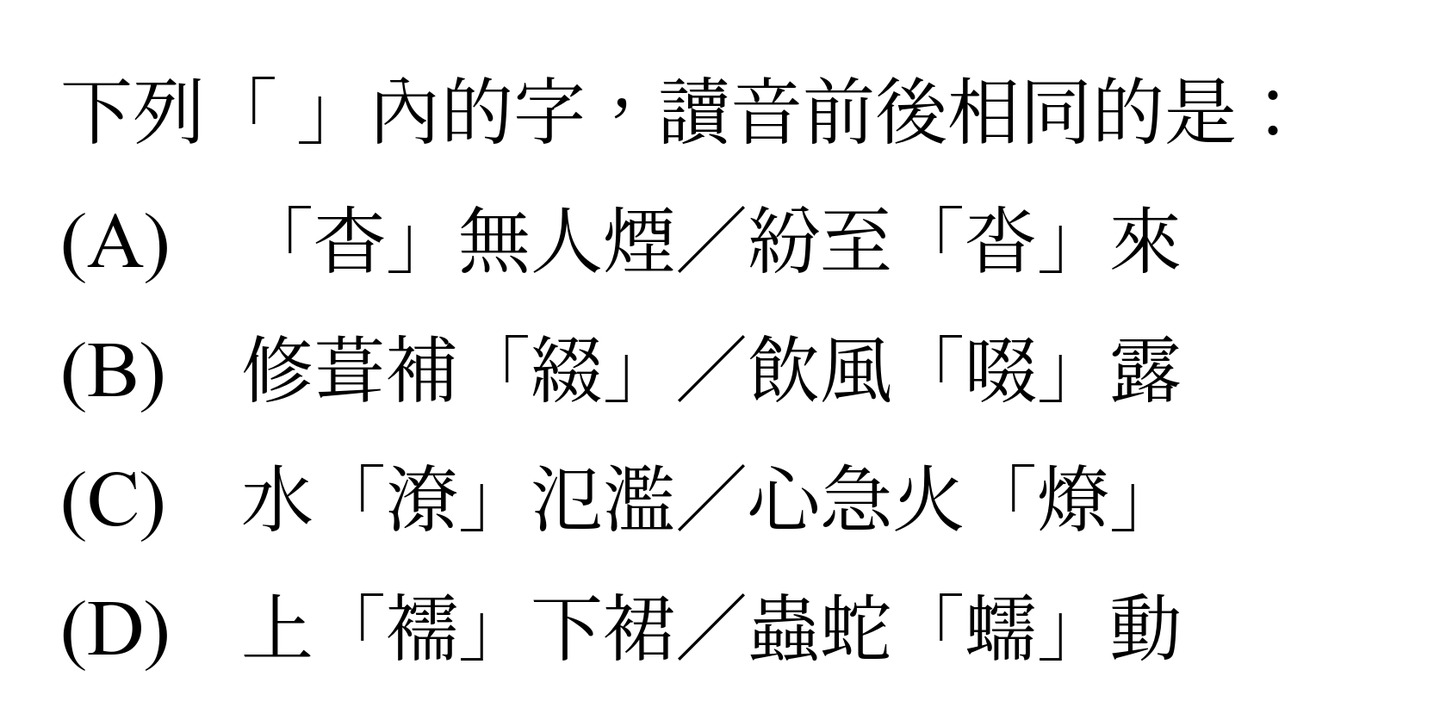 下列「 」內的字，讀音前後相同的是：
(A) 「杳」無人煙／紛至「沓」來
(B) 修葺補「綴」／飲風「啜」露
(C) 水「潦」氾濫／心急火「燎」
(D) 上「襦」下裙／蟲蛇「蠕」動